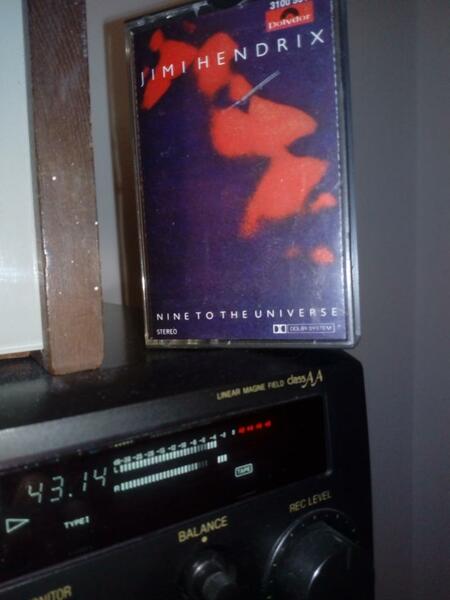 Polydor
JIMI HENDRIX
NINE TO THE UNIVERSE
STEREO
DOLBY SYSTEM
LINEAR MAGNE FIELD class AA
43.14
L
R
TAPE
TYPE I
BALANCE
REC LEVEL